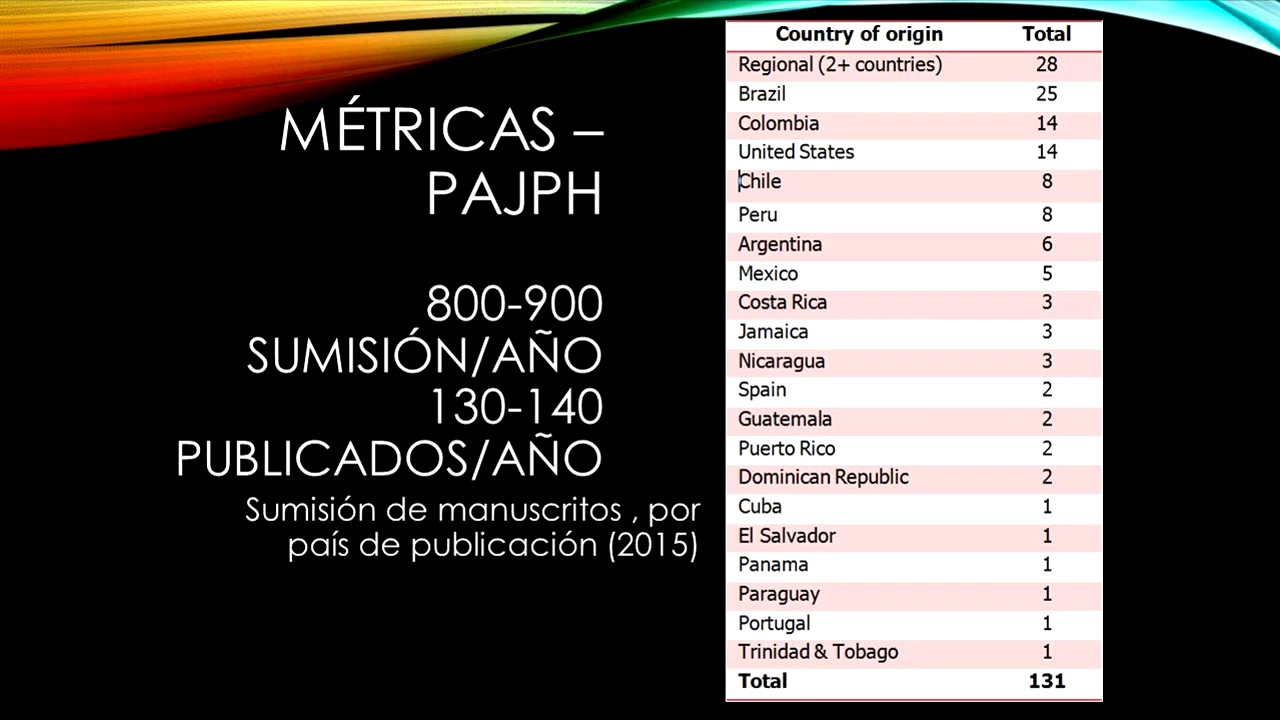 MÉTRICAS –
PAJPH
800-900
SUMISIÓN/AÑO
130-140
PUBLICADOS/AÑO
Sumisión de manuscritos , por
país de publicación (2015)
Country of origin Total
Regional (2+ countries) 28
Brazil 25
Colombia 14
United States 14
Chile 8
Peru 8
Argentina 6
Mexico 5
Costa Rica 3
Jamaica 3
Nicaragua 3
Spain 2
Guatemala 2
Puerto Rico 2
Dominican Republic 2
Cuba 1
El Salvador 1
Panama 1
Paraguay 1
Portugal 1
Trinidad & Tobago 1
Total 131